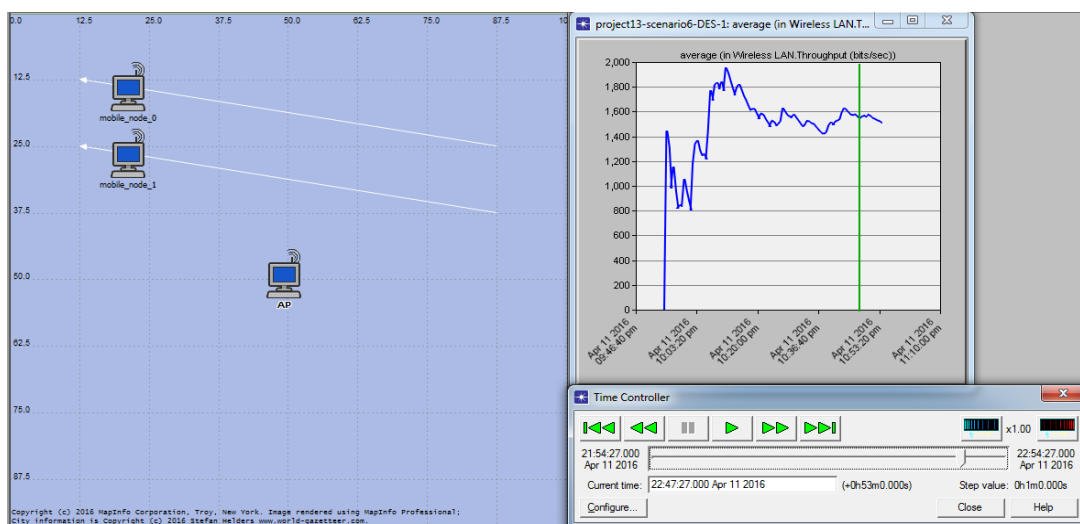 0.0 12.5 25.0 37.5 50.0 62.5 75.0 87.5 10
12.5
mobile_node_0
25.0
mobile_node_1
37.5
50.0
AP
62.5
75.0
87.5
Copyright (c) 2016 MapInfo Corporation, Troy, New York. Image rendered using MapInfo Professional;
City information is Copyright (c) 2016 Stefan Helders www.world-gazetteer.com.
project13-scenario6-DES-1: average (in Wireless LAN.T...
average (in Wireless LAN.Throughput (bits/sec))
2,000
1,800
1,600
1,400
1,200
1,000
800
600
400
200
0
Apr 11 2016
09:46:40 pm
Apr 11 2016
10:03:20 pm
Apr 11 2016
10:20:00 pm
Apr 11 2016
10:36:40 pm
Apr 11 2016
10:53:20 pm
Apr 11 2016
11:10:00 pm
Time Controller
x1.00
21:54:27.000
Apr 11 2016
22:54:27.000
Apr 11 2016
Current time: 22:47:27.000 Apr 11 2016 (+0h53m0.000s) Step value: 0h1m0.000s
Configure... Close Help